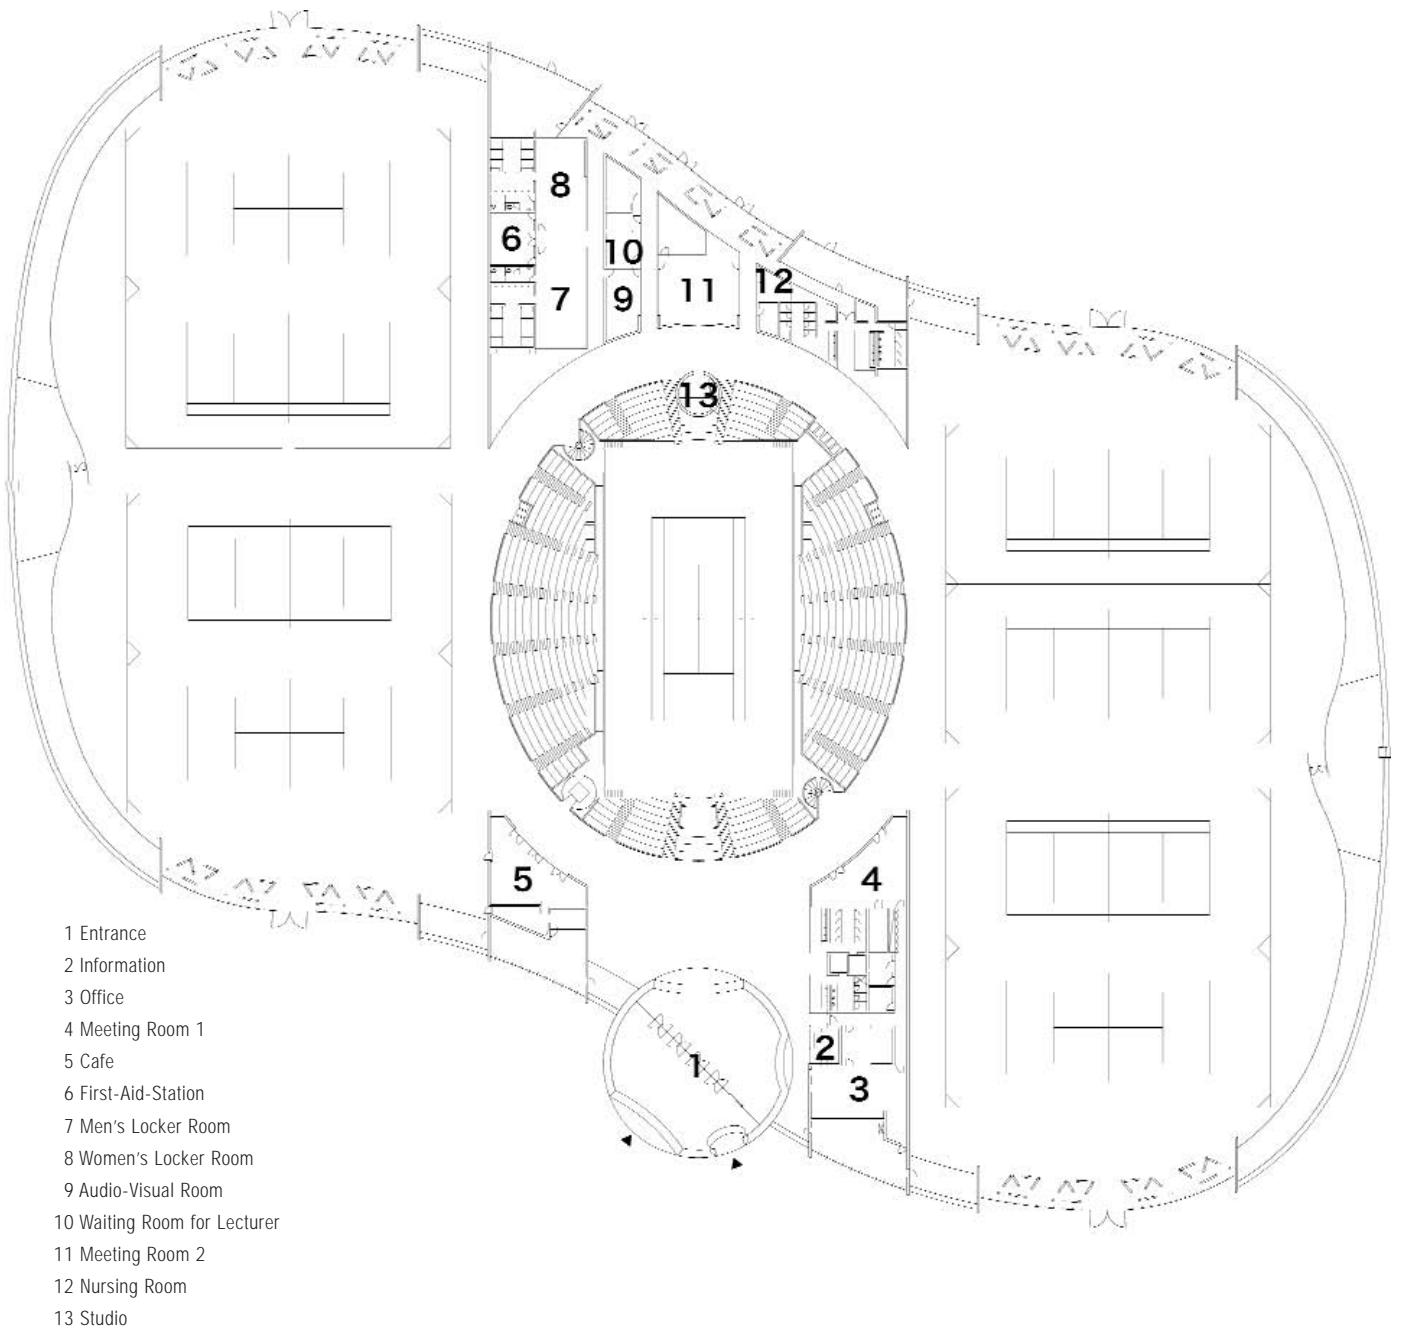 8
6
10
12
11
7
9
13
5
4
1 Entrance
2 Information
3 Office
4 Meeting Room 1
5 Cafe
2
1
3
6 First-Aid-Station
7 Men's Locker Room
8 Women's Locker Room
9 Audio-Visual Room
10 Waiting Room for Lecturer
11 Meeting Room 2
12 Nursing Room
13 Studio